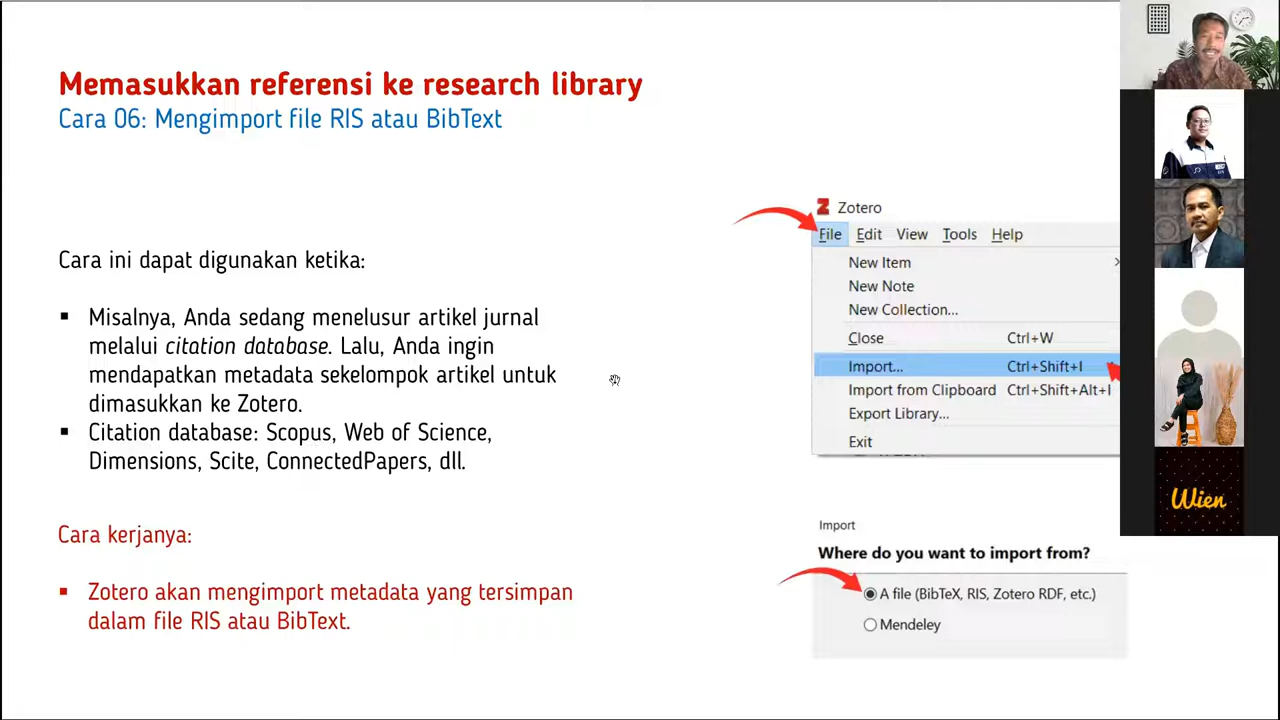 Memasukkan referensi ke research library
Cara 06: Mengimport file RIS atau BibText
Cara ini dapat digunakan ketika:
▪ Misalnya, Anda sedang menelusur artikel jurnal
melalui citation database. Lalu, Anda ingin
mendapatkan metadata sekelompok artikel untuk
dimasukkan ke Zotero.
▪ Citation database: Scopus, Web of Science,
Dimensions, Scite, ConnectedPapers, dll.
Cara kerjanya:
▪ Zotero akan mengimport metadata yang tersimpan
dalam file RIS atau BibText.
Z Zotero
File Edit View Tools Help
New Item
New Note
New Collection...
Close Ctrl+W
Import... Ctrl+Shift+I
Import from Clipboard Ctrl+Shift+Alt+I
Export Library...
Exit
Import
Where do you want to import from?
A file (BibTeX, RIS, Zotero RDF, etc.)
Mendeley
Wien